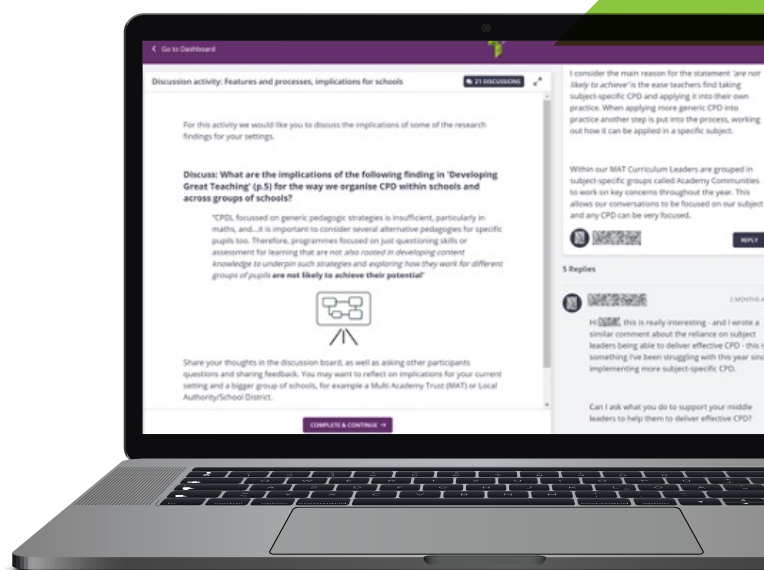 Go to Dashboard
Discussion activity: Features and processes, implications for schools
21 DISCUSSIONS
For this activity we would like you to discuss the implications of some of the research
findings for your settings.
Discuss: What are the implications of the following finding in 'Developing
Great Teaching' (p.5) for the way we organise CPD within schools and
across groups of schools?
"CPDL focussed on generic pedagogic strategies is insufficient, particularly in
maths, and...it is important to consider several alternative pedagogies for specific
pupils too. Therefore, programmes focused on just questioning skills or
assessment for learning that are not also rooted in developing content
knowledge to underpin such strategies and exploring how they work for different
groups of pupils are not likely to achieve their potential"
Share your thoughts in the discussion board, as well as asking other participants
questions and sharing feedback. You may want to reflect on implications for your current
setting and a bigger group of schools, for example a Multi Academy Trust (MAT) or Local
Authority/School District.
COMPLETE & CONTINUE →
I consider the main reason for the statement 'are not
likely to achieve' is the ease teachers find taking
subject-specific CPD and applying it into their own
practice. When applying more generic CPD into
practice another step is put into the process, working
out how it can be applied in a specific subject.
Within our MAT Curriculum Leaders are grouped in
subject-specific groups called Academy Communities
to work on key concerns throughout the year. This
allows our conversations to be focused on our subject
and any CPD can be very focused.
REPLY
5 Replies
2 MONTHS
Hi this is really interesting - and I wrote a
similar comment about the reliance on subject
leaders being able to deliver effective CPD - this
something I've been struggling with this year
implementing more subject-specific CPD.
Can I ask what you do to support your middle
leaders to help them to deliver effective CPD?
control option command